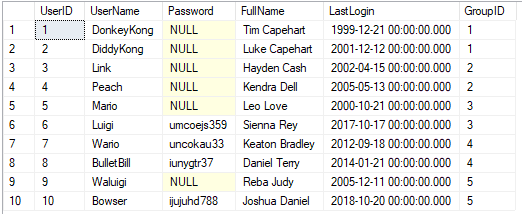 UserID UserName Password FullName LastLogin GroupID
1 1 DonkeyKong NULL Tim Capehart 1999-12-21 00:00:00.000 1
2 2 DiddyKong NULL Luke Capehart 2001-12-12 00:00:00.000 1
3 3 Link NULL Hayden Cash 2002-04-15 00:00:00.000 2
4 4 Peach NULL Kendra Dell 2005-05-13 00:00:00.000 2
5 5 Mario NULL Leo Love 2000-10-21 00:00:00.000 3
6 6 Luigi umcoejs359 Sienna Rey 2017-10-17 00:00:00.000 3
7 7 Wario uncokau33 Keaton Bradley 2012-09-18 00:00:00.000 4
8 8 BulletBill iunygtr37 Daniel Terry 2014-01-21 00:00:00.000 4
9 9 Waluigi NULL Reba Judy 2005-12-11 00:00:00.000 5
10 10 Bowser ijujuhd788 Joshua Daniel 2018-10-20 00:00:00.000 5